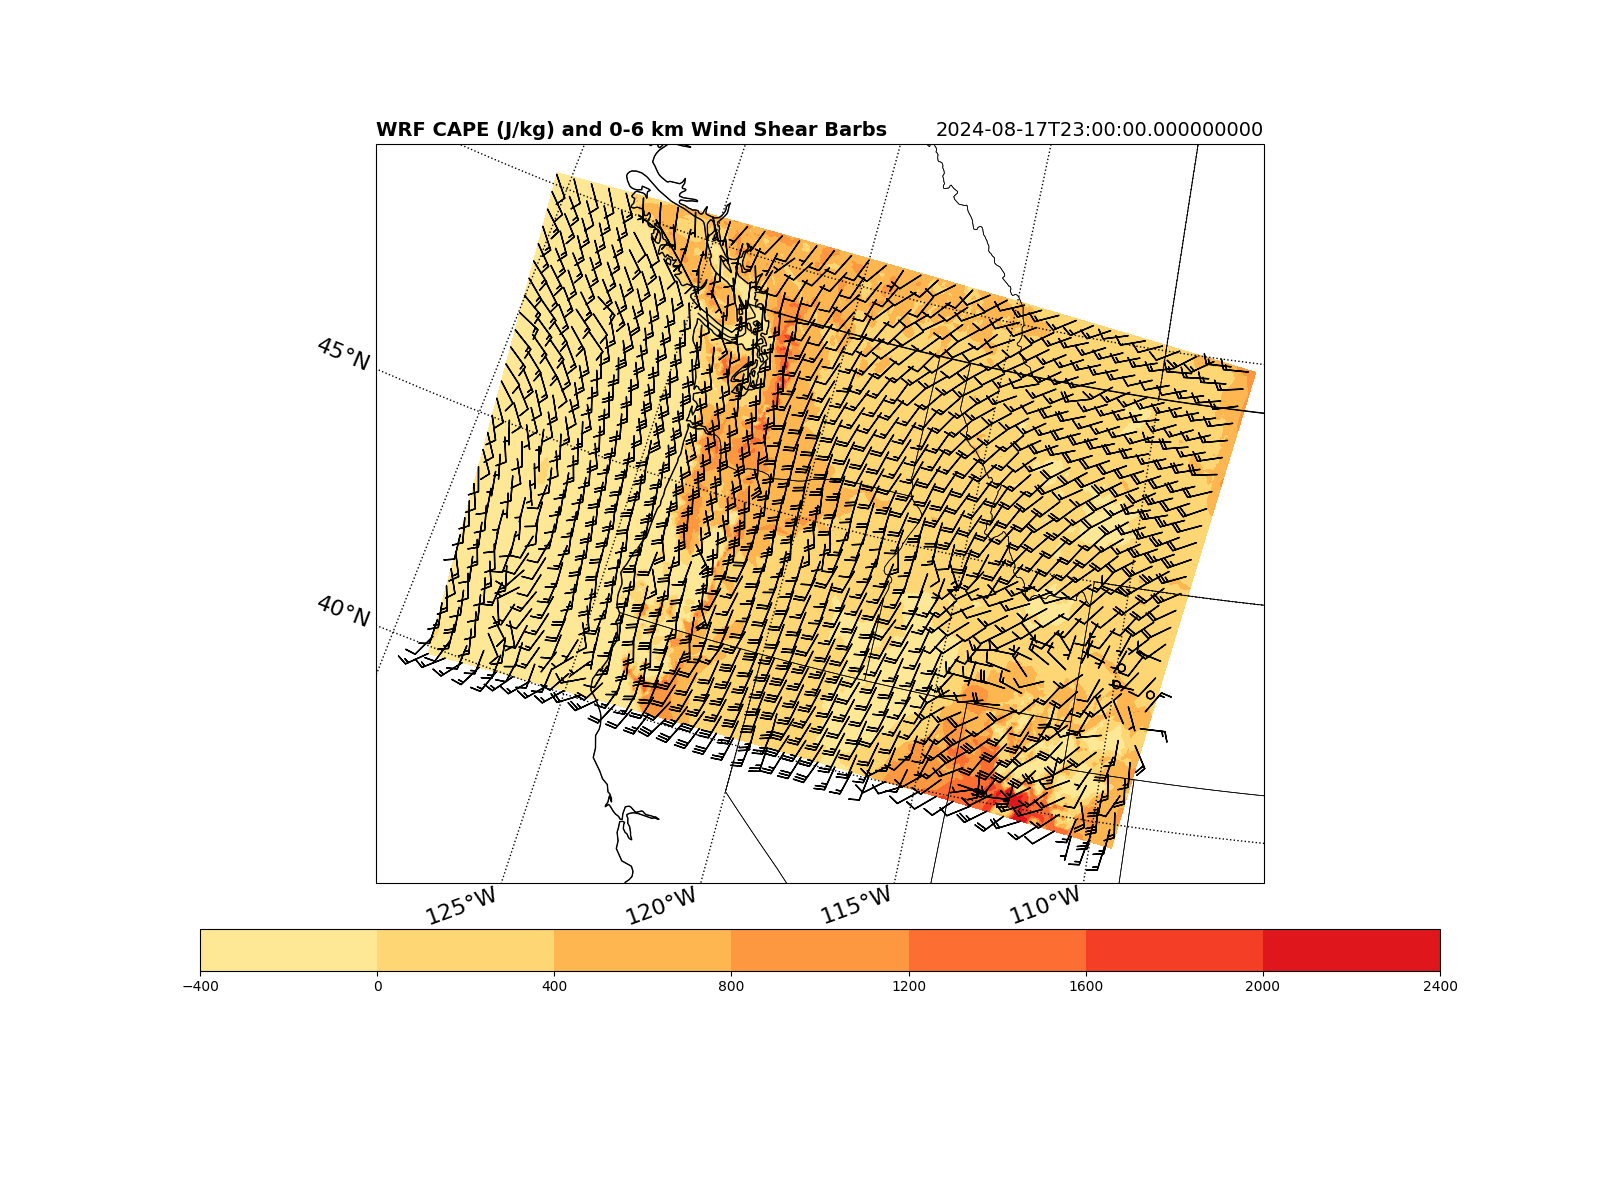 WRF CAPE (J/kg) and 0-6 km Wind Shear Barbs 2024-08-17T23:00:00.000000000
45°N
40°N
125°W 120°W 115°W 110°W
−400 0 400 800 1200 1600 2000 2400